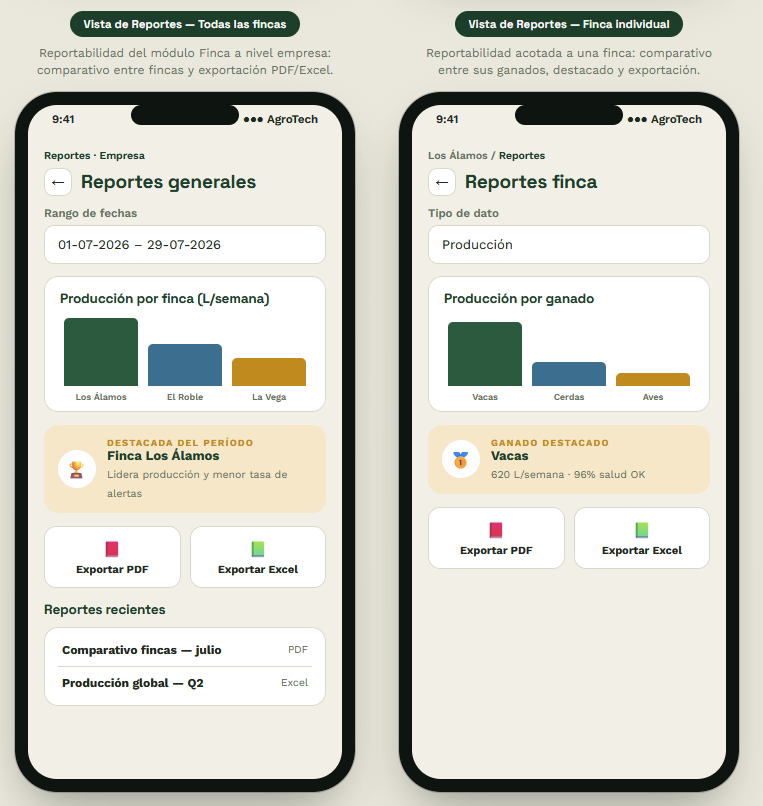 Vista de Reportes — Todas las fincas
Reportabilidad del módulo Finca a nivel empresa:
comparativo entre fincas y exportación PDF/Excel.
9:41
●●● AgroTech
Reportes · Empresa
← Reportes generales
Rango de fechas
01-07-2026 – 29-07-2026
Producción por finca (L/semana)
Los Álamos El Roble La Vega
DESTACADA DEL PERÍODO
Finca Los Álamos
Lidera producción y menor tasa de
alertas
Exportar PDF Exportar Excel
Reportes recientes
Comparativo fincas — julio PDF
Producción global — Q2 Excel
Vista de Reportes — Finca individual
Reportabilidad acotada a una finca: comparativo
entre sus ganados, destacado y exportación.
9:41
●●● AgroTech
Los Álamos / Reportes
← Reportes finca
Tipo de dato
Producción
Producción por ganado
Vacas Cerdas Aves
1
GANADO DESTACADO
Vacas
620 L/semana · 96% salud OK
Exportar PDF Exportar Excel